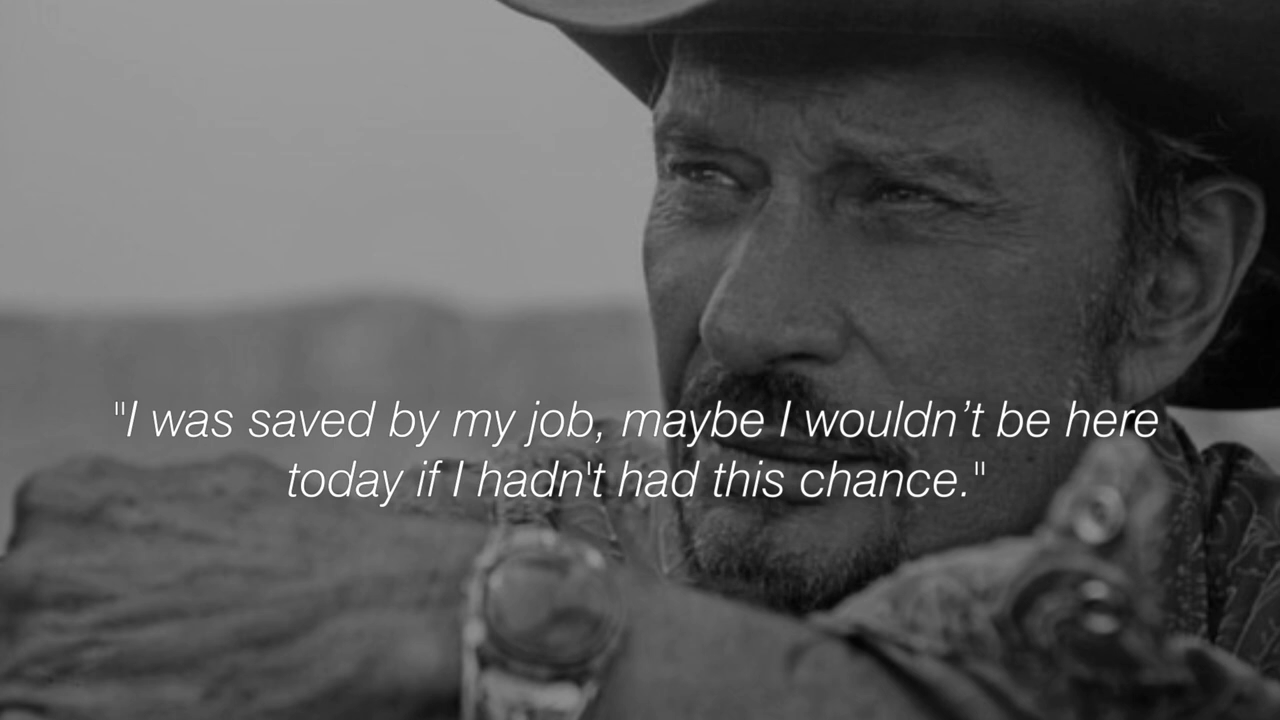 "I was saved by my job, maybe I wouldn’t be here
today if I hadn't had this chance."